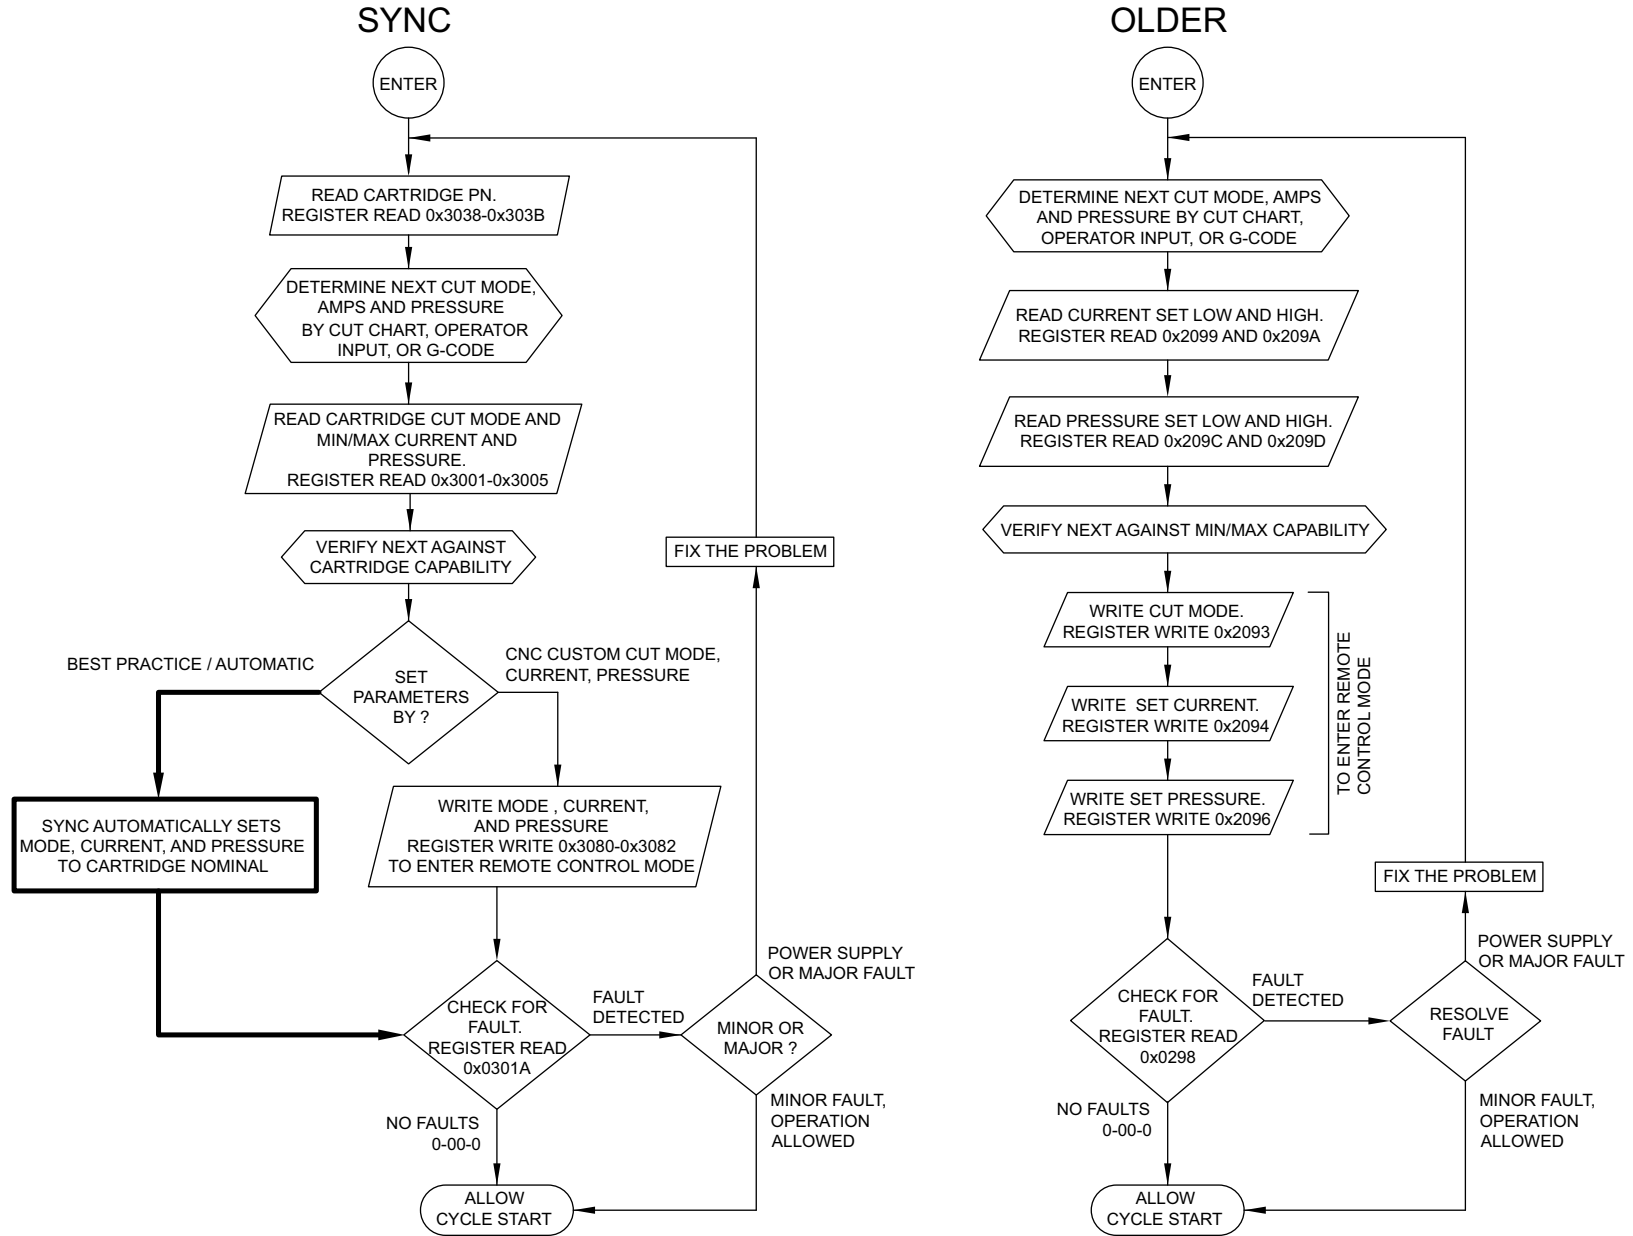 SYNC
ENTER
READ CARTRIDGE PN.
REGISTER READ 0x3038-0x303B
DETERMINE NEXT CUT MODE,
AMPS AND PRESSURE
BY CUT CHART, OPERATOR
INPUT, OR G-CODE
READ CARTRIDGE CUT MODE AND
MIN/MAX CURRENT AND
PRESSURE.
REGISTER READ 0x3001-0x3005
VERIFY NEXT AGAINST
CARTRIDGE CAPABILITY
FIX THE PROBLEM
BEST PRACTICE / AUTOMATIC
SET
PARAMETERS
BY ?
CNC CUSTOM CUT MODE,
CURRENT, PRESSURE
SYNC AUTOMATICALLY SETS
MODE, CURRENT, AND PRESSURE
TO CARTRIDGE NOMINAL
WRITE MODE , CURRENT,
AND PRESSURE
REGISTER WRITE 0x3080-0x3082
TO ENTER REMOTE CONTROL MODE
POWER SUPPLY
OR MAJOR FAULT
CHECK FOR
FAULT.
REGISTER READ
0x0301A
FAULT
DETECTED
MINOR OR
MAJOR ?
NO FAULTS
0-00-0
MINOR FAULT,
OPERATION
ALLOWED
ALLOW
CYCLE START
OLDER
ENTER
DETERMINE NEXT CUT MODE, AMPS
AND PRESSURE BY CUT CHART,
OPERATOR INPUT, OR G-CODE
READ CURRENT SET LOW AND HIGH.
REGISTER READ 0x2099 AND 0x209A
READ PRESSURE SET LOW AND HIGH.
REGISTER READ 0x209C AND 0x209D
VERIFY NEXT AGAINST MIN/MAX CAPABILITY
WRITE CUT MODE.
REGISTER WRITE 0x2093
WRITE  SET CURRENT.
REGISTER WRITE 0x2094
WRITE SET PRESSURE.
REGISTER WRITE 0x2096
TO ENTER REMOTE
CONTROL MODE
FIX THE PROBLEM
POWER SUPPLY
OR MAJOR FAULT
CHECK FOR
FAULT.
REGISTER READ
0x0298
FAULT
DETECTED
RESOLVE
FAULT
NO FAULTS
0-00-0
MINOR FAULT,
OPERATION
ALLOWED
ALLOW
CYCLE START